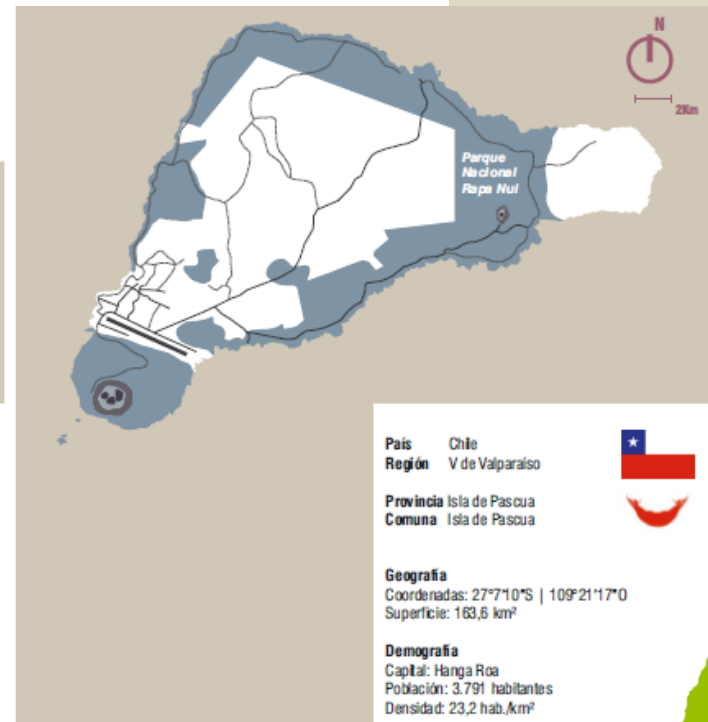 N
2Km
Parque
Nacional
Rapa Nui
País Chile
Región V de Valparaíso
Provincia Isla de Pascua
Comuna Isla de Pascua
Geografía
Coordenadas: 27°7'10"S | 109°21'17"O
Superficie: 163,6 km²
Demografía
Capital: Hanga Roa
Población: 3.791 habitantes
Densidad: 23,2 hab./km²